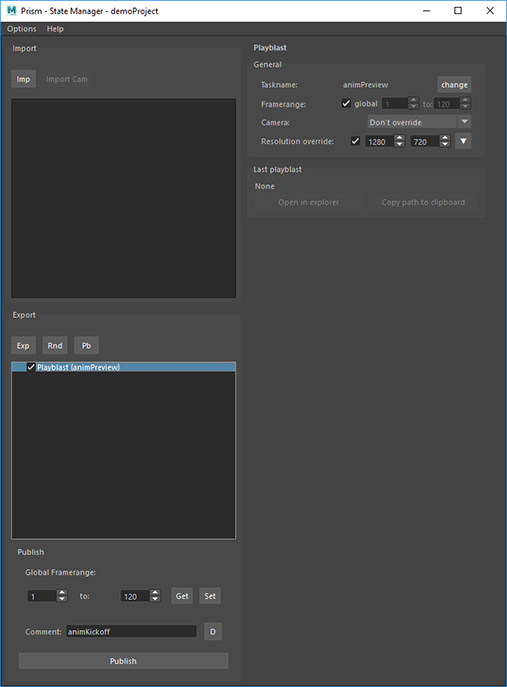 Prism - State Manager - demoProject
Options Help
Import
Imp Import Cam
Export
Exp Rnd Pb
Playblast (animPreview)
Publish
Global Framerange:
1 to: 120 Get Set
Comment: animKickoff D
Publish
Playblast
General
Taskname: animPreview change
Framerange: global 1 to: 120
Camera: Don't override
Resolution override: 1280 720
Last playblast
None
Open in explorer Copy path to clipboard